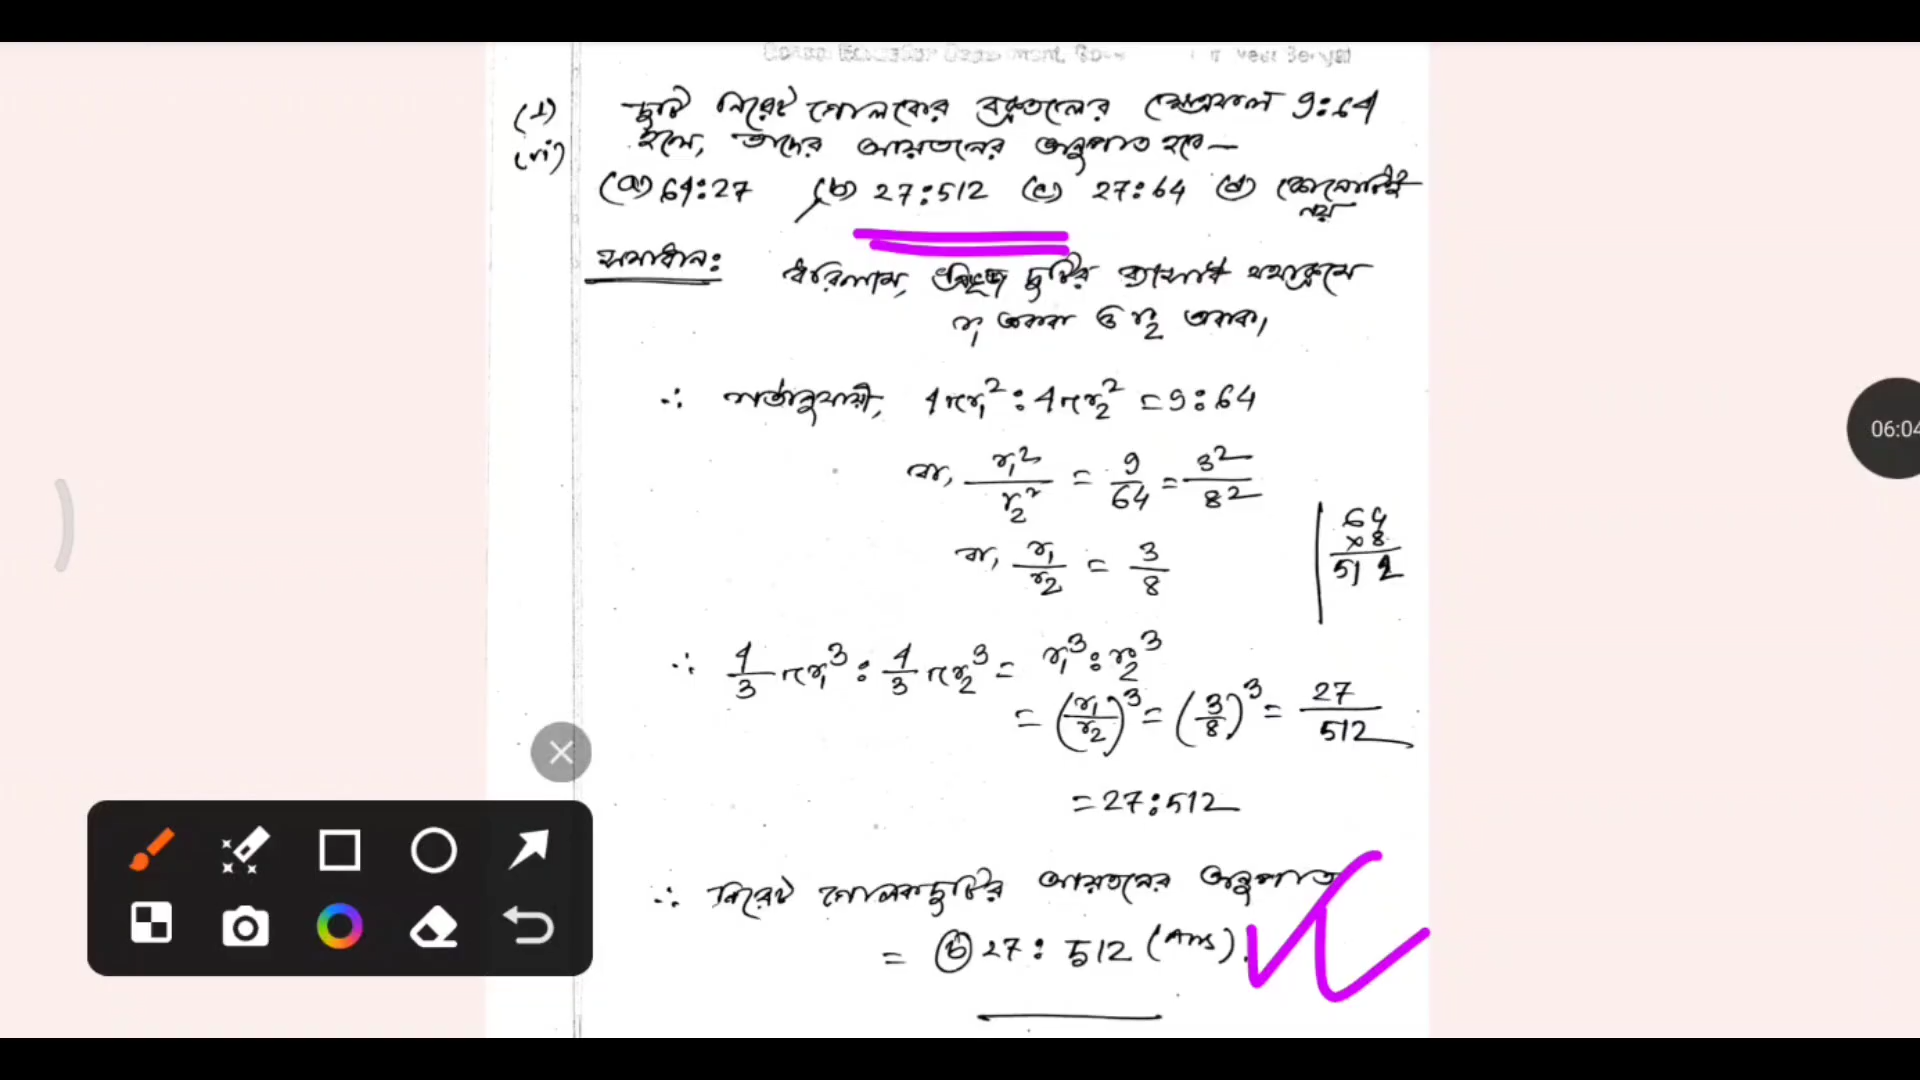 (1) দুটি নিরেট গোলকের বক্রতলের ক্ষেত্রফল 9:64
(vi) হলে, তাদের আয়তনের অনুপাত হবে—
(a) 64:27 (b) 27:512 (c) 27:64 (d) কোনোটিই নয়
সমাধান: ধরিলাম, দুটির ব্যাসার্ধ যথাক্রমে
r₁ একক ও r₂ একক।
∴ শর্তানুযায়ী, 4πr₁² : 4πr₂² = 9:64
বা, r₁²/r₂² = 9/64 = 3²/8²
বা, r₁/r₂ = 3/8
64
×8
512
∴ 4/3 πr₁³ : 4/3 πr₂³ = r₁³ : r₂³
= (r₁/r₂)³ = (3/8)³ = 27/512
= 27:512
∴ নিরেট গোলকদুটির আয়তনের অনুপাত
= (b) 27 : 512 (Ans).
06:04